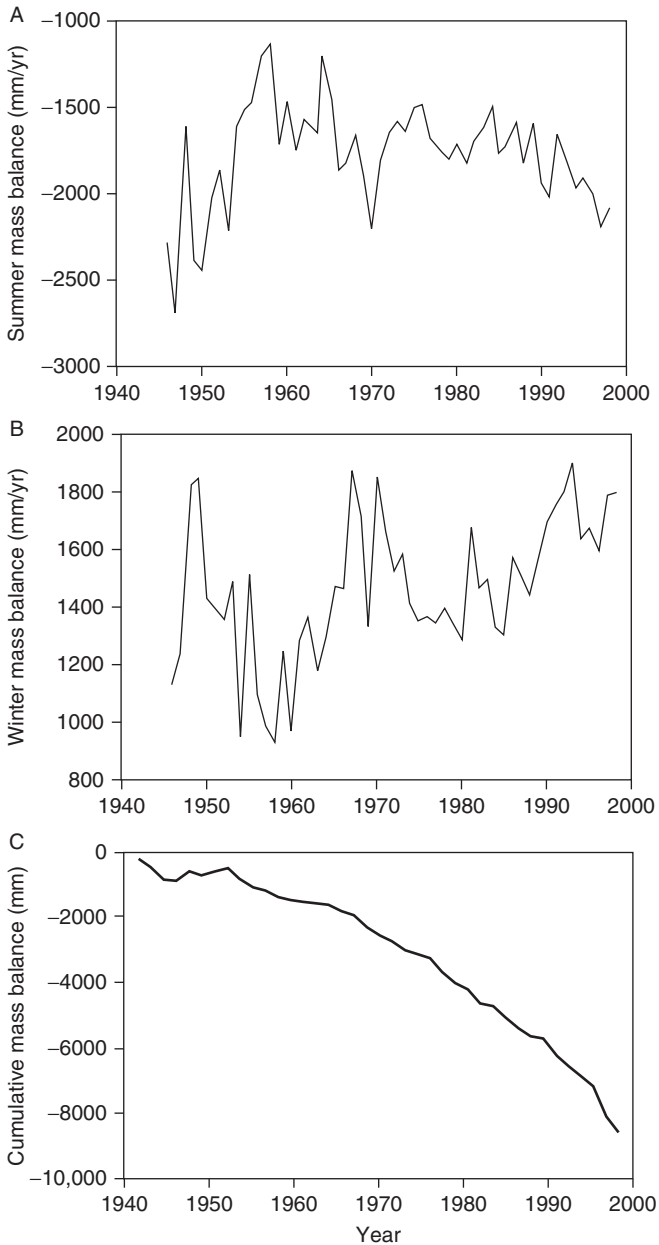 A
Summer mass balance (mm/yr)
−1000
−1500
−2000
−2500
−3000
1940 1950 1960 1970 1980 1990 2000
B
Winter mass balance (mm/yr)
2000
1800
1600
1400
1200
1000
800
1940 1950 1960 1970 1980 1990 2000
C
Cumulative mass balance (mm)
0
−2000
−4000
−6000
−8000
−10,000
1940 1950 1960 1970 1980 1990 2000
Year